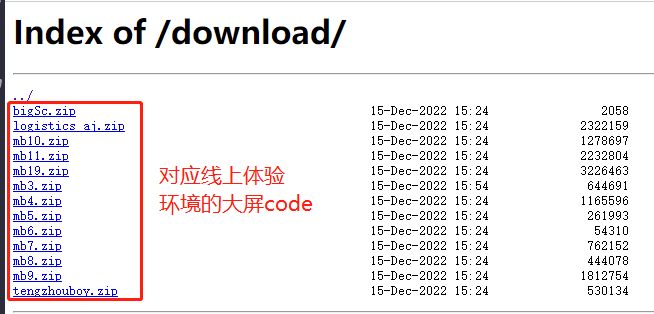 Index of /download/
../
bigSc.zip 15-Dec-2022 15:24 2058
logistics_aj.zip 15-Dec-2022 15:24 2322159
mb10.zip 15-Dec-2022 15:24 1278697
mb11.zip 15-Dec-2022 15:24 2232804
mb19.zip 15-Dec-2022 15:24 3226463
mb3.zip 15-Dec-2022 15:54 644691
mb4.zip 15-Dec-2022 15:24 1165596
mb5.zip 15-Dec-2022 15:24 261993
mb6.zip 15-Dec-2022 15:24 54310
mb7.zip 15-Dec-2022 15:24 762152
mb8.zip 15-Dec-2022 15:24 444078
mb9.zip 15-Dec-2022 15:24 1812754
tengzhouboy.zip 15-Dec-2022 15:24 530134
对应线上体验
环境的大屏code